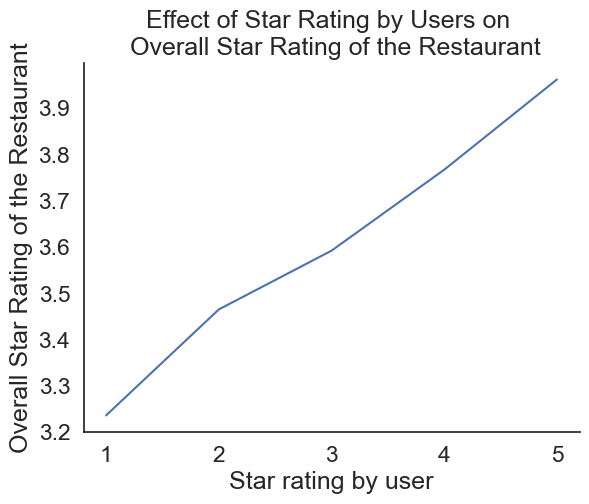 Effect of Star Rating by Users on
Overall Star Rating of the Restaurant
Overall Star Rating of the Restaurant
3.9
3.8
3.7
3.6
3.5
3.4
3.3
3.2
1 2 3 4 5
Star rating by user